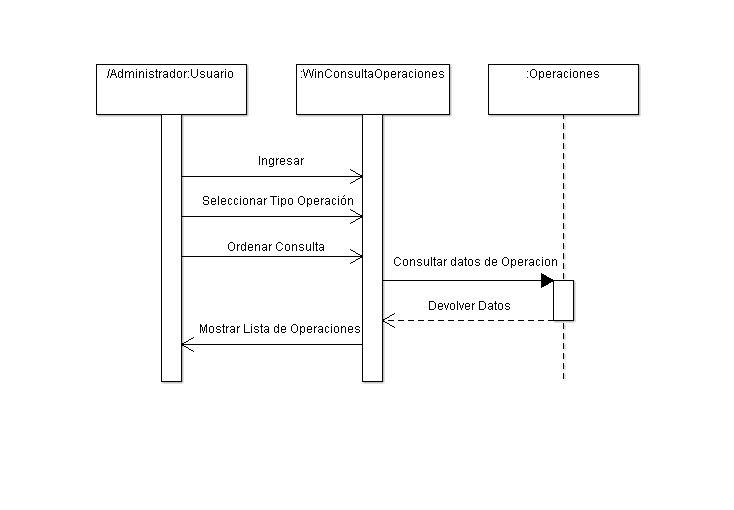 /Administrador:Usuario
:WinConsultaOperaciones
:Operaciones
Ingresar
Seleccionar Tipo Operación
Ordenar Consulta
Consultar datos de Operacion
Devolver Datos
Mostrar Lista de Operaciones